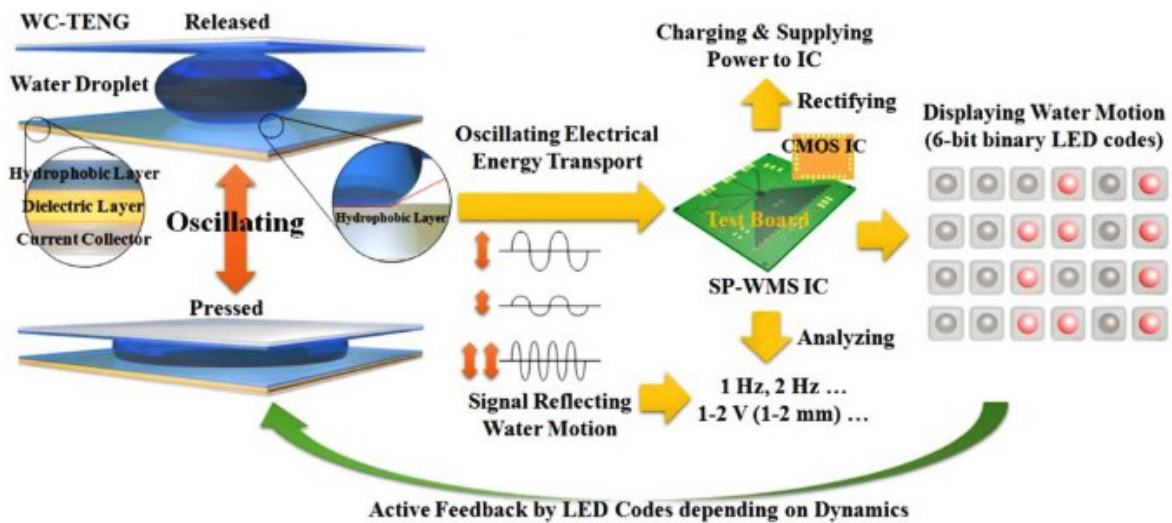 WC-TENG
Released
Water Droplet
Hydrophobic Layer
Dielectric Layer
Current Collector
Hydrophobic Layer
Oscillating
Pressed
Oscillating Electrical
Energy Transport
Signal Reflecting
Water Motion
Charging & Supplying
Power to IC
Rectifying
CMOS IC
Test Board
SP-WMS IC
Analyzing
1 Hz, 2 Hz ...
1-2 V (1-2 mm) ...
Displaying Water Motion
(6-bit binary LED codes)
Active Feedback by LED Codes depending on Dynamics